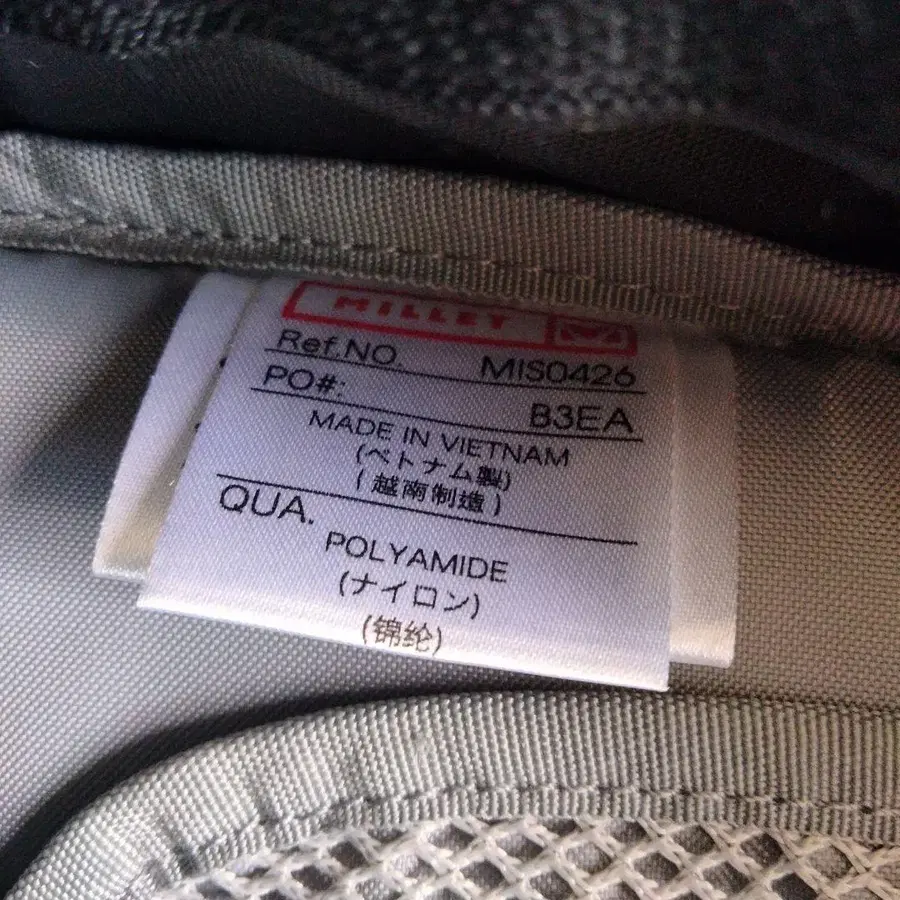 MILLET
Ref.NO. MIS0426
PO#: B3EA
MADE IN VIETNAM
(ベトナム製)
(越南制造)
QUA.
POLYAMIDE
(ナイロン)
(锦纶)